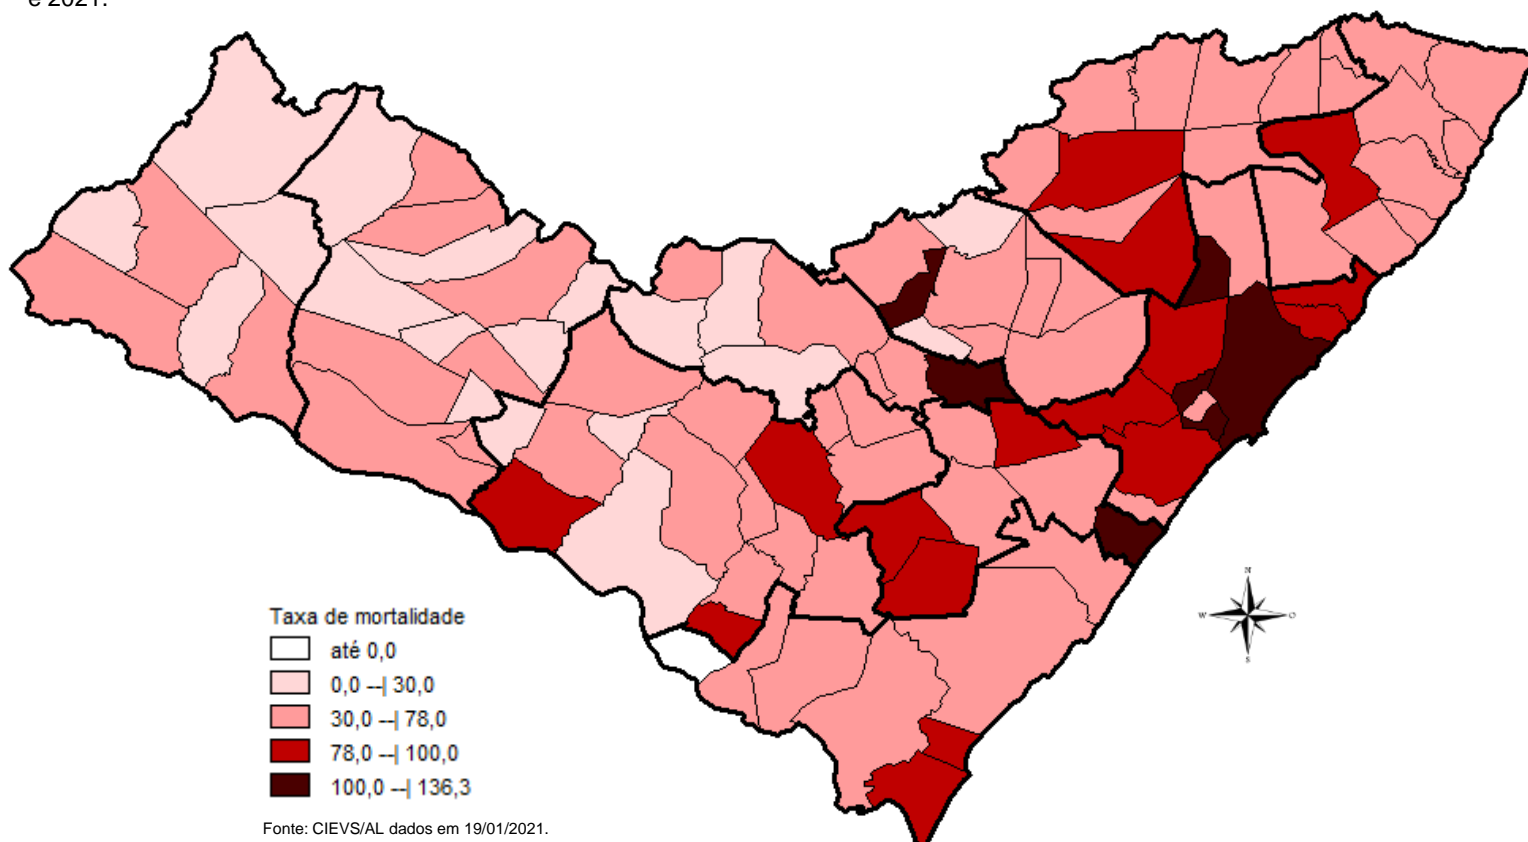 e 2021.
N
W
O
S
Taxa de mortalidade
até 0,0
0,0 --| 30,0
30,0 --| 78,0
78,0 --| 100,0
100,0 --| 136,3
Fonte: CIEVS/AL dados em 19/01/2021.